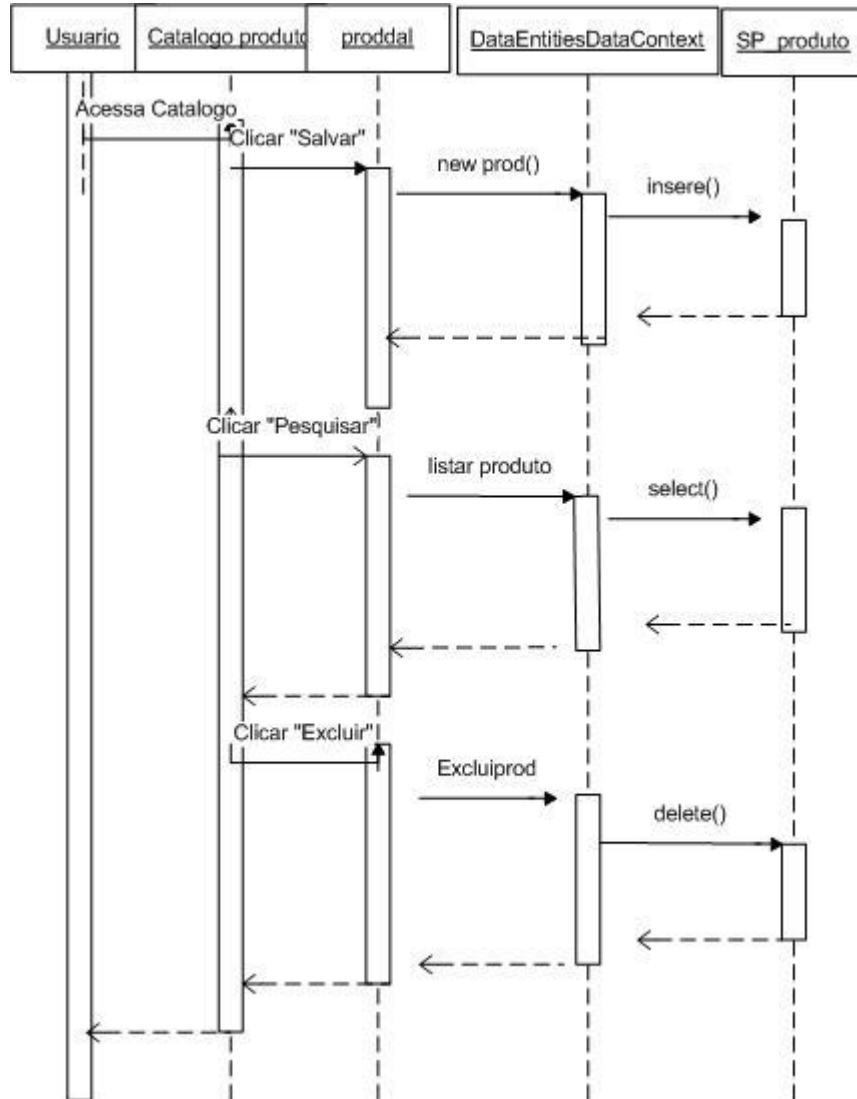 Usuario
Catalogo produto
proddal
DataEntitiesDataContext
SP_produto
Acessa Catalogo
Clicar "Salvar"
new prod()
insere()
Clicar "Pesquisar"
listar produto
select()
Clicar "Excluir"
Excluiprod
delete()